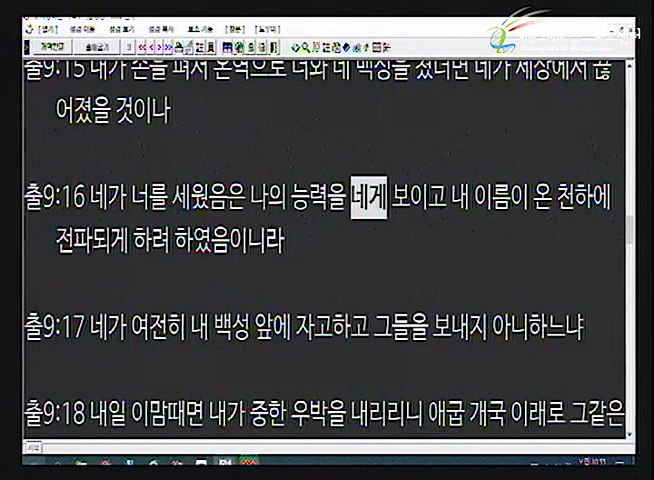 출9:15 내가 손을 펴서 온역으로 너와 네 백성을 쳤더면 네가 세상에서 끊
어졌을 것이나
출9:16 네가 너를 세웠음은 나의 능력을 네게 보이고 내 이름이 온 천하에
전파되게 하려 하였음이니라
출9:17 네가 여전히 내 백성 앞에 자고하고 그들을 보내지 아니하느냐
출9:18 내일 이맘때면 내가 중한 우박을 내리리니 애굽 개국 이래로 그같은